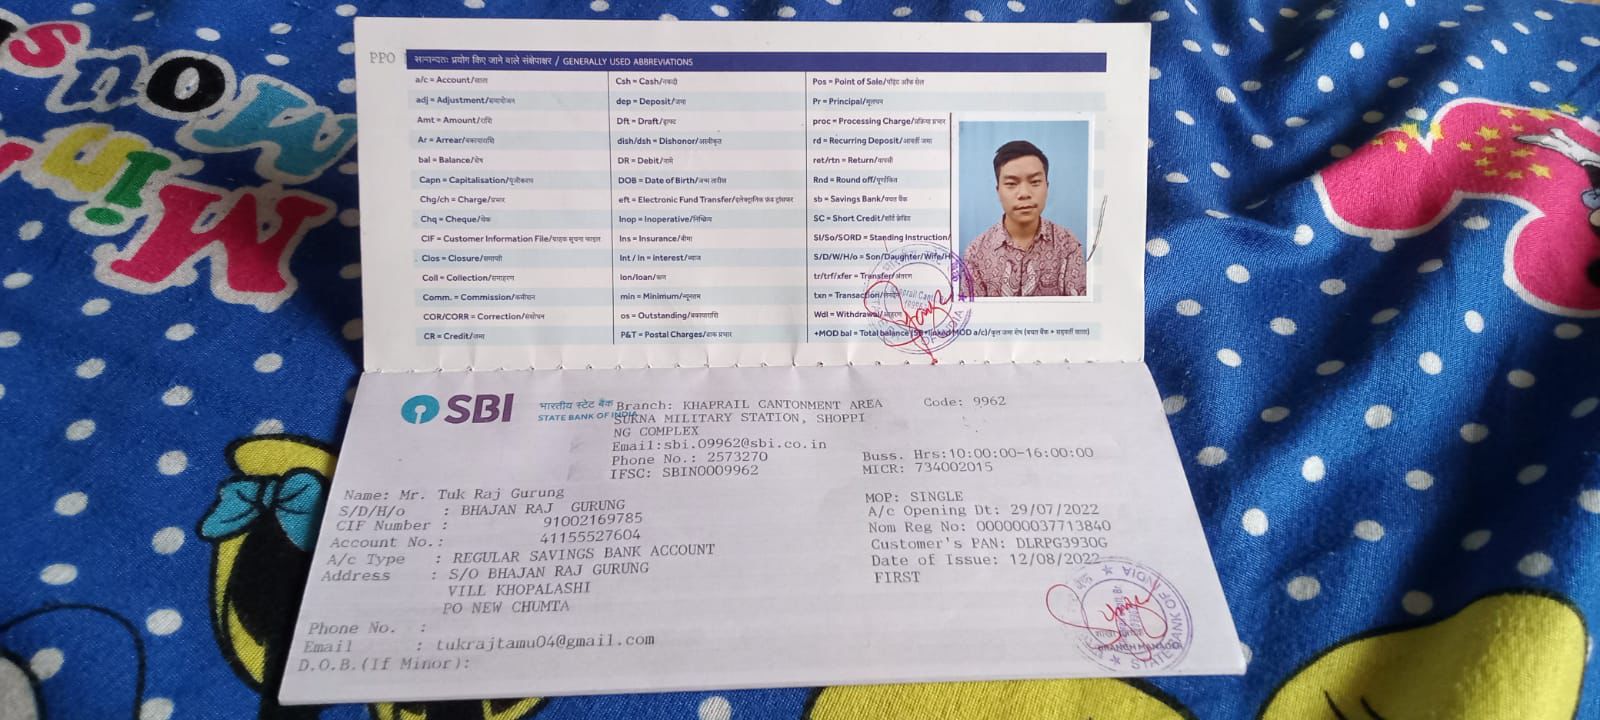 PPO
सामान्यतः प्रयोग किए जाने वाले संक्षेपाक्षर / GENERALLY USED ABBREVIATIONS
a/c = Account/खाता
adj = Adjustment/समायोजन
Amt = Amount/राशि
Ar = Arrear/बकायाराशि
bal = Balance/शेष
Capn = Capitalisation/पूंजीकरण
Chg/ch = Charge/प्रभार
Chq = Cheque/चेक
CIF = Customer Information File/ग्राहक सूचना फाइल
Clos = Closure/समाप्ती
Coll = Collection/समाहरण
Comm. = Commission/कमीशन
COR/CORR = Correction/संशोधन
CR = Credit/जमा
Csh = Cash/नकदी
dep = Deposit/जमा
Dft = Draft/ड्राफ्ट
dish/dsh = Dishonor/अस्वीकृत
DR = Debit/नामे
DOB = Date of Birth/जन्म तारीख
eft = Electronic Fund Transfer/इलेक्ट्रानिक फंड ट्रांसफर
Inop = Inoperative/निष्क्रिय
Ins = Insurance/बीमा
Int / In = interest/ब्याज
lon/loan/ऋण
min = Minimum/न्यूनतम
os = Outstanding/बकायाराशि
P&T = Postal Charges/डाक प्रभार
Pos = Point of Sale/पॉइंट ऑफ सेल
Pr = Principal/मूलधन
proc = Processing Charge/प्रक्रिया प्रभार
rd = Recurring Deposit/आवर्ती जमा
ret/rtn = Return/वापसी
Rnd = Round off/पूर्णांकित
sb = Savings Bank/बचत बैंक
SC = Short Credit/शॉर्ट क्रेडिट
SI/So/SORD = Standing Instruction/
S/D/W/H/o = Son/Daughter/Wife/H
tr/trf/xfer = Transfer/अंतरण
txn = Transaction/
Wdl = Withdrawal/
+MOD bal = Total balance (SB+linked MOD a/c)/कुल जमा शेष (बचत बैंक + सहवर्ती खाता)
OF INDIA
SBI
भारतीय स्टेट बैंक
STATE BANK OF INDIA
Branch: KHAPRAIL CANTONMENT AREA
SUKNA MILITARY STATION, SHOPPI
NG COMPLEX
Email:sbi.09962@sbi.co.in
Phone No.: 2573270
IFSC: SBIN0009962
Code: 9962
Buss. Hrs:10:00:00-16:00:00
MICR: 734002015
Name: Mr. Tuk Raj Gurung
S/D/H/o : BHAJAN RAJ GURUNG
CIF Number : 91002169785
Account No.: 41155527604
A/c Type : REGULAR SAVINGS BANK ACCOUNT
Address : S/O BHAJAN RAJ GURUNG
VILL KHOPALASHI
PO NEW CHUMTA
Phone No. :
Email : tukrajtamu04@gmail.com
D.O.B.(If Minor):
MOP: SINGLE
A/c Opening Dt: 29/07/2022
Nom Reg No: 000000037713840
Customer's PAN: DLRPG3930G
Date of Issue: 12/08/2022
FIRST
BRANCH MANAGER
STATE BANK OF INDIA
Minnie
Mouse